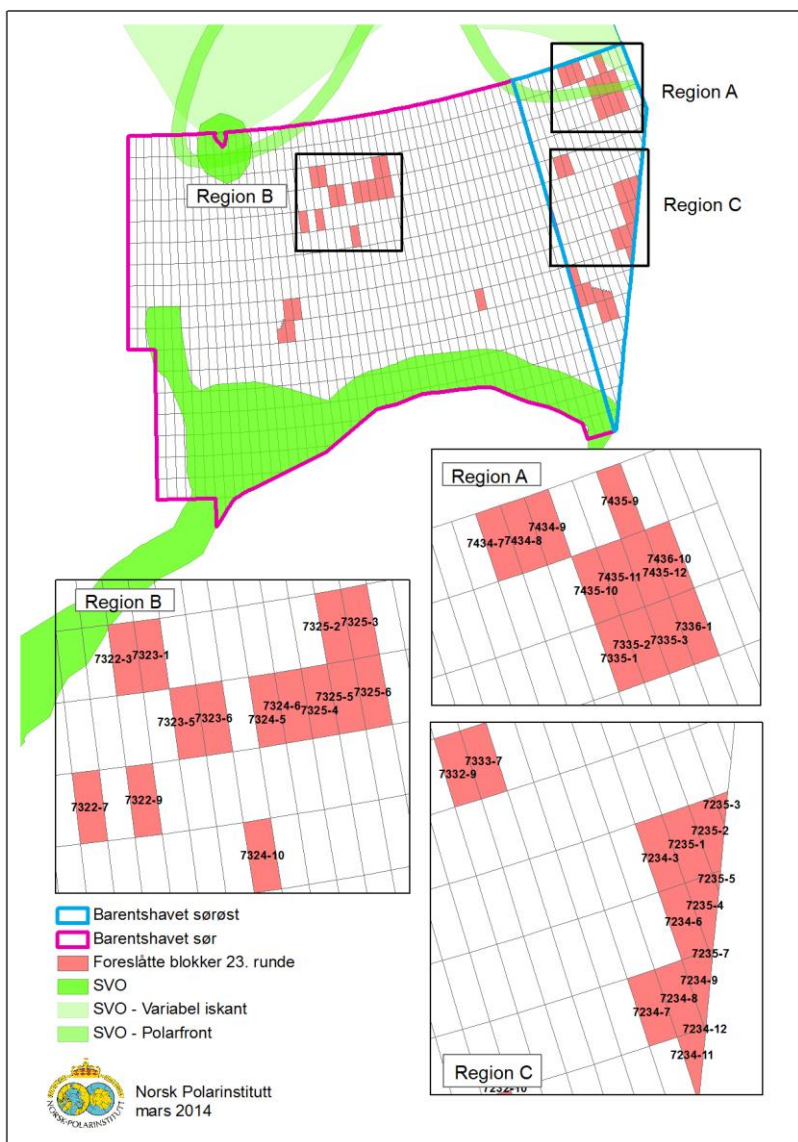 Region A
Region B
Region C
Region A
7435-9
7434-9
7434-7
7434-8
7436-10
7435-11
7435-12
7435-10
7336-1
7335-2
7335-3
7335-1
Region B
7325-2
7325-3
7322-3
7323-1
7325-5
7325-6
7324-6
7325-4
7323-5
7323-6
7324-5
7322-7
7322-9
7324-10
7333-7
7332-9
7235-3
7235-2
7235-1
7234-3
7235-5
7235-4
7234-6
7235-7
7234-9
7234-8
7234-7
7234-12
7234-11
Region C
7232-10
Barentshavet sørøst
Barentshavet sør
Foreslåtte blokker 23. runde
SVO
SVO - Variabel iskant
SVO - Polarfront
NORSK-POLARINSTITUTT
Norsk Polarinstitutt
mars 2014